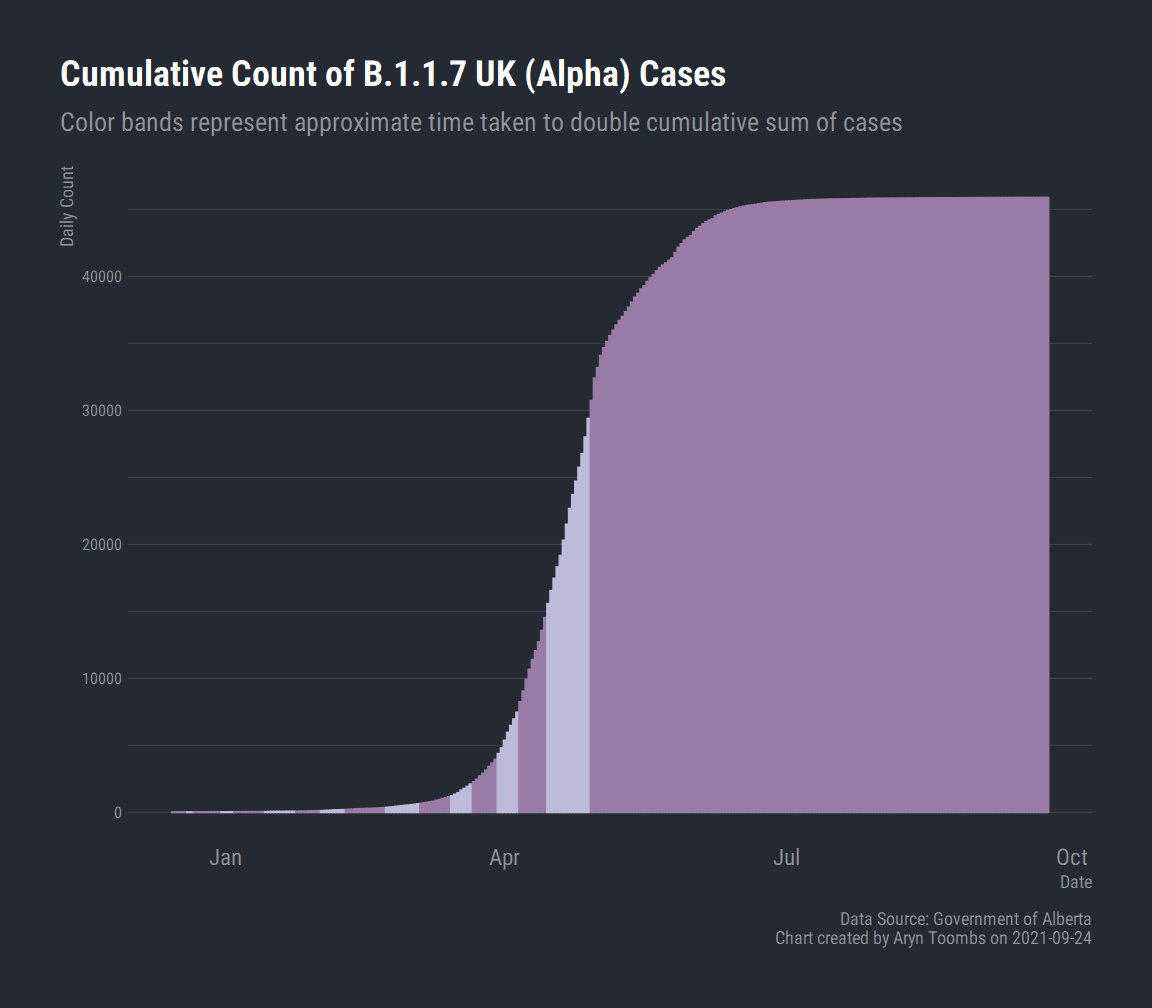 Cumulative Count of B.1.1.7 UK (Alpha) Cases
Color bands represent approximate time taken to double cumulative sum of cases
Daily Count
40000
30000
20000
10000
0
Jan Apr Jul Oct
Date
Data Source: Government of Alberta
Chart created by Aryn Toombs on 2021-09-24